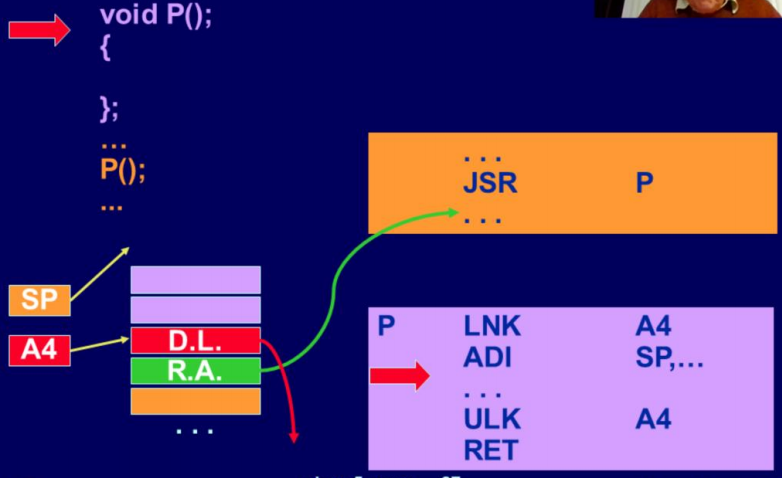 void P();
{
};
...
P();
...
SP
A4
D.L.
R.A.
. . .
. . .
JSR P
. . .
P LNK A4
ADI SP,...
. . .
ULK A4
RET